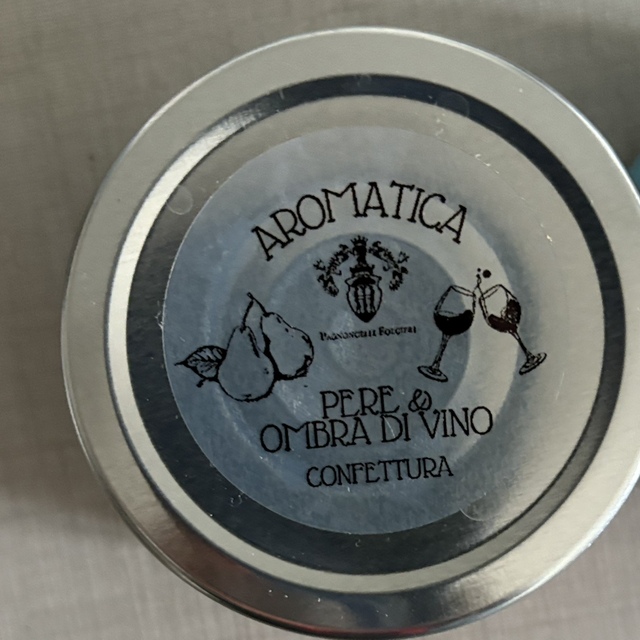 AROMATICA
PERE &
OMBRA DI VINO
CONFETTURA